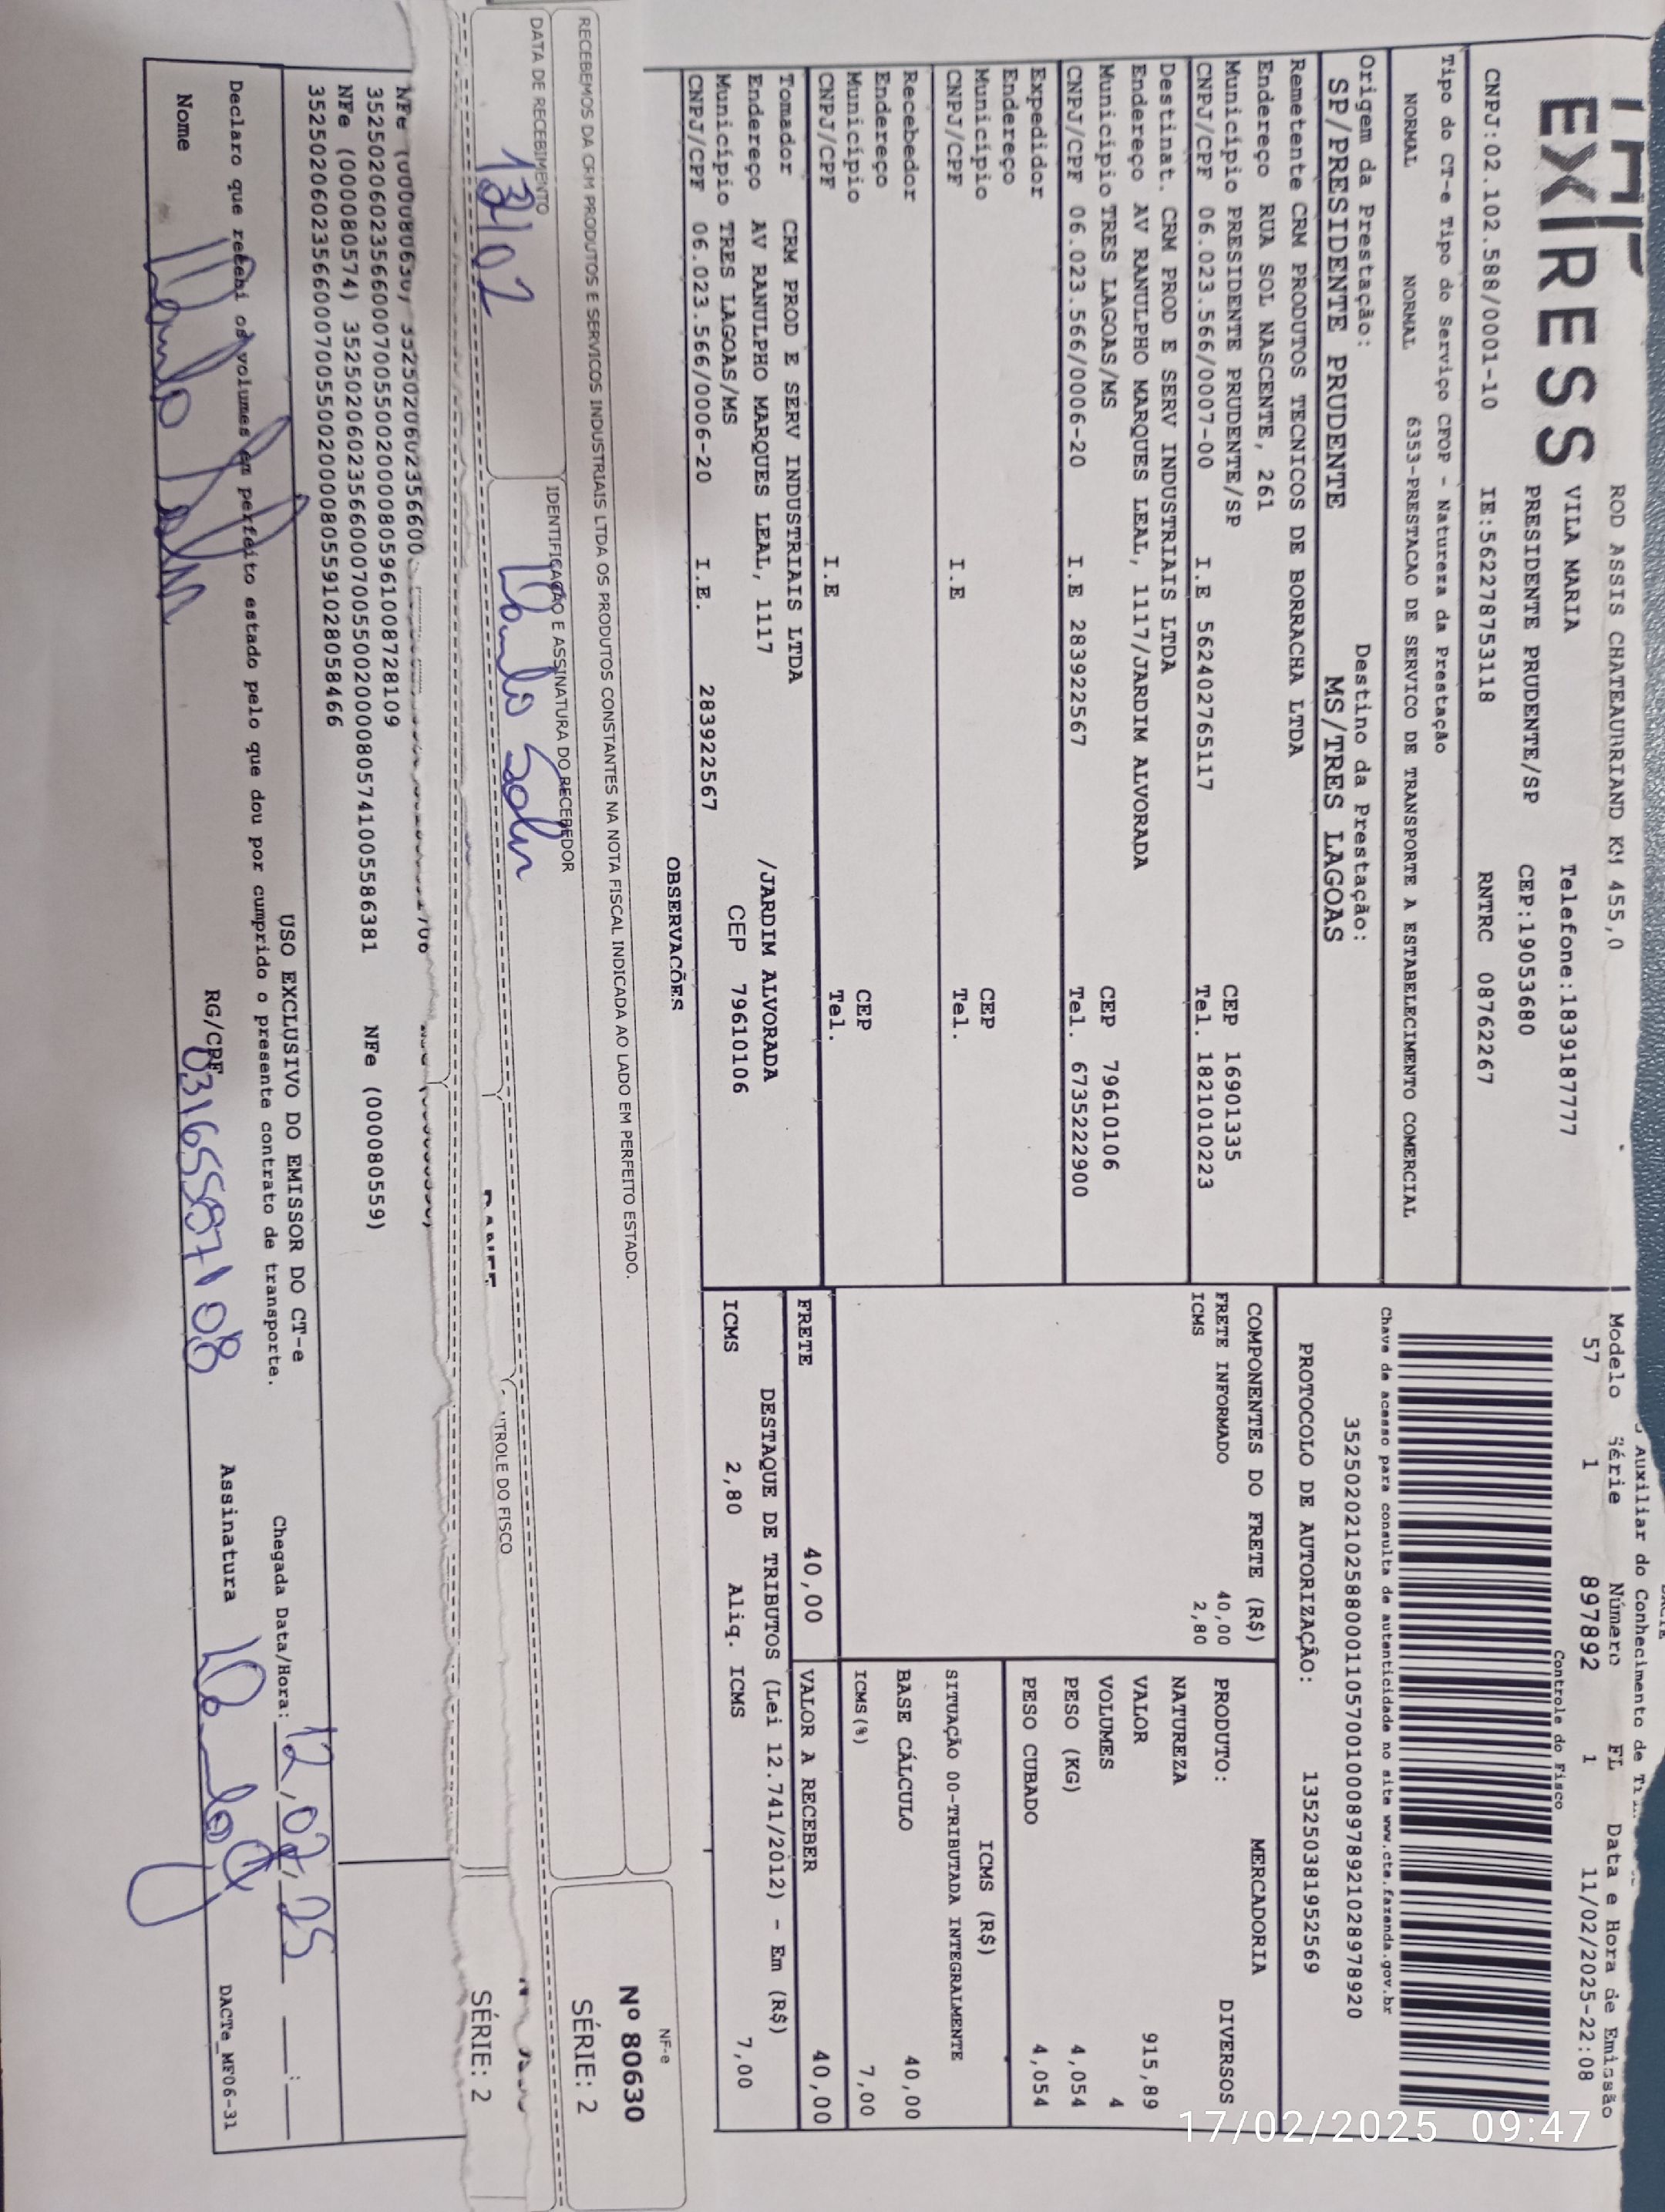 EXPRESS
ROD ASSIS CHATEAUBRIAND KM 455,0
VILA MARIA Telefone:1839187777
PRESIDENTE PRUDENTE/SP CEP:19053680
CNPJ:02.102.588/0001-10 IE:562278753118 RNTRC 08762267
Auxiliar do Conhecimento de
Modelo Série Número FL Data e Hora de Emissão
57 1 897892 1 11/02/2025-22:08
Controle do Fisco
Tipo do CT-e Tipo do Serviço CFOP - Natureza da Prestação
NORMAL NORMAL 6353-PRESTACAO DE SERVICO DE TRANSPORTE A ESTABELECIMENTO COMERCIAL
Chave de acesso para consulta de autenticidade no site www.cte.fazenda.gov.br
35250202102588000110570010008978921028978920
Origem da Prestação: Destino da Prestação:
SP/PRESIDENTE PRUDENTE MS/TRES LAGOAS
PROTOCOLO DE AUTORIZAÇÃO: 135250381952569
Remetente CRM PRODUTOS TECNICOS DE BORRACHA LTDA
Endereço RUA SOL NASCENTE, 261
Municipio PRESIDENTE PRUDENTE/SP CEP 16901335
CNPJ/CPF 06.023.566/0007-00 I.E 562402765117 Tel. 1821010223
Destinat. CRM PROD E SERV INDUSTRIAIS LTDA
Endereço AV RANULPHO MARQUES LEAL, 1117/JARDIM ALVORADA
Municipio TRES LAGOAS/MS CEP 79610106
CNPJ/CPF 06.023.566/0006-20 I.E 283922567 Tel. 6735222900
Expedidor
Endereço
Município CEP
CNPJ/CPF I.E Tel.
Recebedor
Endereço
Município CEP
CNPJ/CPF I.E Tel.
Tomador CRM PROD E SERV INDUSTRIAIS LTDA
Endereço AV RANULPHO MARQUES LEAL, 1117 /JARDIM ALVORADA
Município TRES LAGOAS/MS CEP 79610106
CNPJ/CPF 06.023.566/0006-20 I.E. 283922567
COMPONENTES DO FRETE (R$)
FRETE INFORMADO 40,00
ICMS 2,80
MERCADORIA
PRODUTO: DIVERSOS
NATUREZA
VALOR 915,89
VOLUMES 4
PESO (KG) 4,054
PESO CUBADO 4,054
ICMS (R$)
SITUAÇÃO 00-TRIBUTADA INTEGRALMENTE
BASE CÁLCULO 40,00
ICMS(%) 7,00
FRETE 40,00 VALOR A RECEBER 40,00
DESTAQUE DE TRIBUTOS (Lei 12.741/2012) - Em (R$)
ICMS 2,80 Aliq. ICMS 7,00
OBSERVAÇÕES
RECEBEMOS DA CRM PRODUTOS E SERVICOS INDUSTRIAIS LTDA OS PRODUTOS CONSTANTES NA NOTA FISCAL INDICADA AO LADO EM PERFEITO ESTADO.
NF-e
Nº 80630
SÉRIE: 2
DATA DE RECEBIMENTO
13/02
IDENTIFICAÇÃO E ASSINATURA DO RECEBEDOR
SÉRIE: 2
DANFE
NTROLE DO FISCO
35250206023566000700550020000805961008728109
NFe (000080574) 35250206023566000700550020000805741005586381 NFe (000080559)
35250206023566000700550020000805591028058466
USO EXCLUSIVO DO EMISSOR DO CT-e
Declaro que recebi os volumes em perfeito estado pelo que dou por cumprido o presente contrato de transporte.
Chegada Data/Hora: 12/02/25 :
Nome
RG/CPF 03165587108
Assinatura
DACTe_MF06-31
17/02/2025 09:47